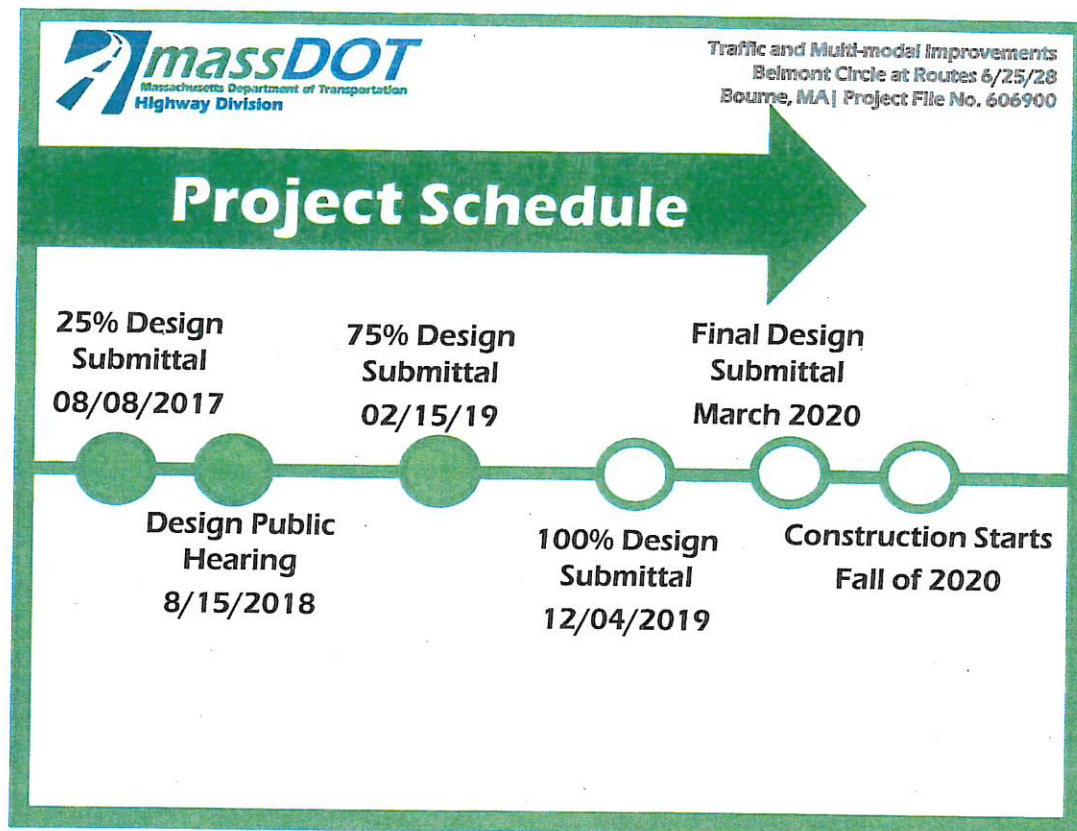 massDOT
Massachusetts Department of Transportation
Highway Division
Traffic and Multi-modal Improvements
Belmont Circle at Routes 6/25/28
Bourne, MA| Project File No. 606900
Project Schedule
25% Design
Submittal
08/08/2017
Design Public
Hearing
8/15/2018
75% Design
Submittal
02/15/19
100% Design
Submittal
12/04/2019
Final Design
Submittal
March 2020
Construction Starts
Fall of 2020